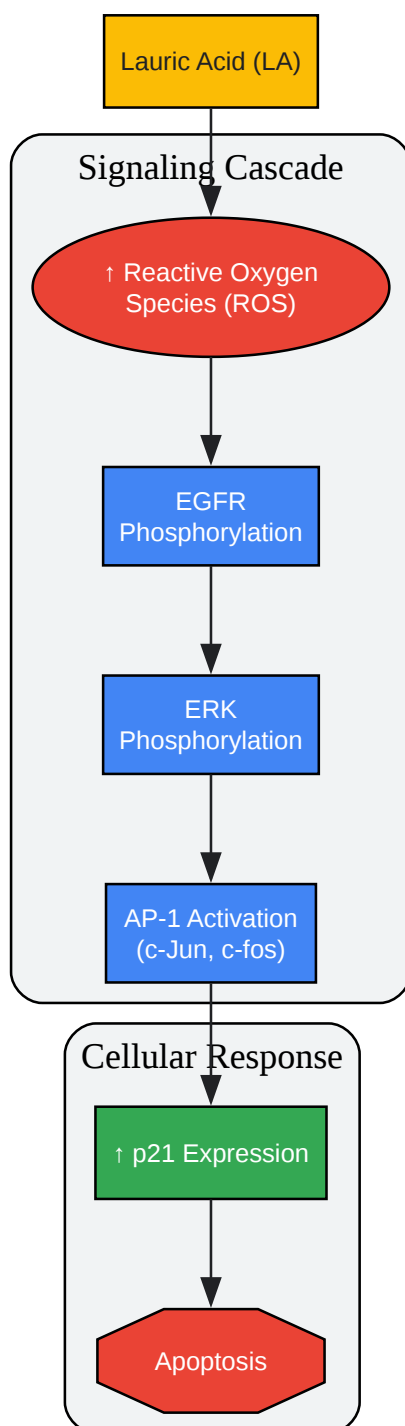 Lauric Acid (LA)
Signaling Cascade
↑ Reactive Oxygen
Species (ROS)
EGFR
Phosphorylation
ERK
Phosphorylation
AP-1 Activation
(c-Jun, c-fos)
Cellular Response
↑ p21 Expression
Apoptosis